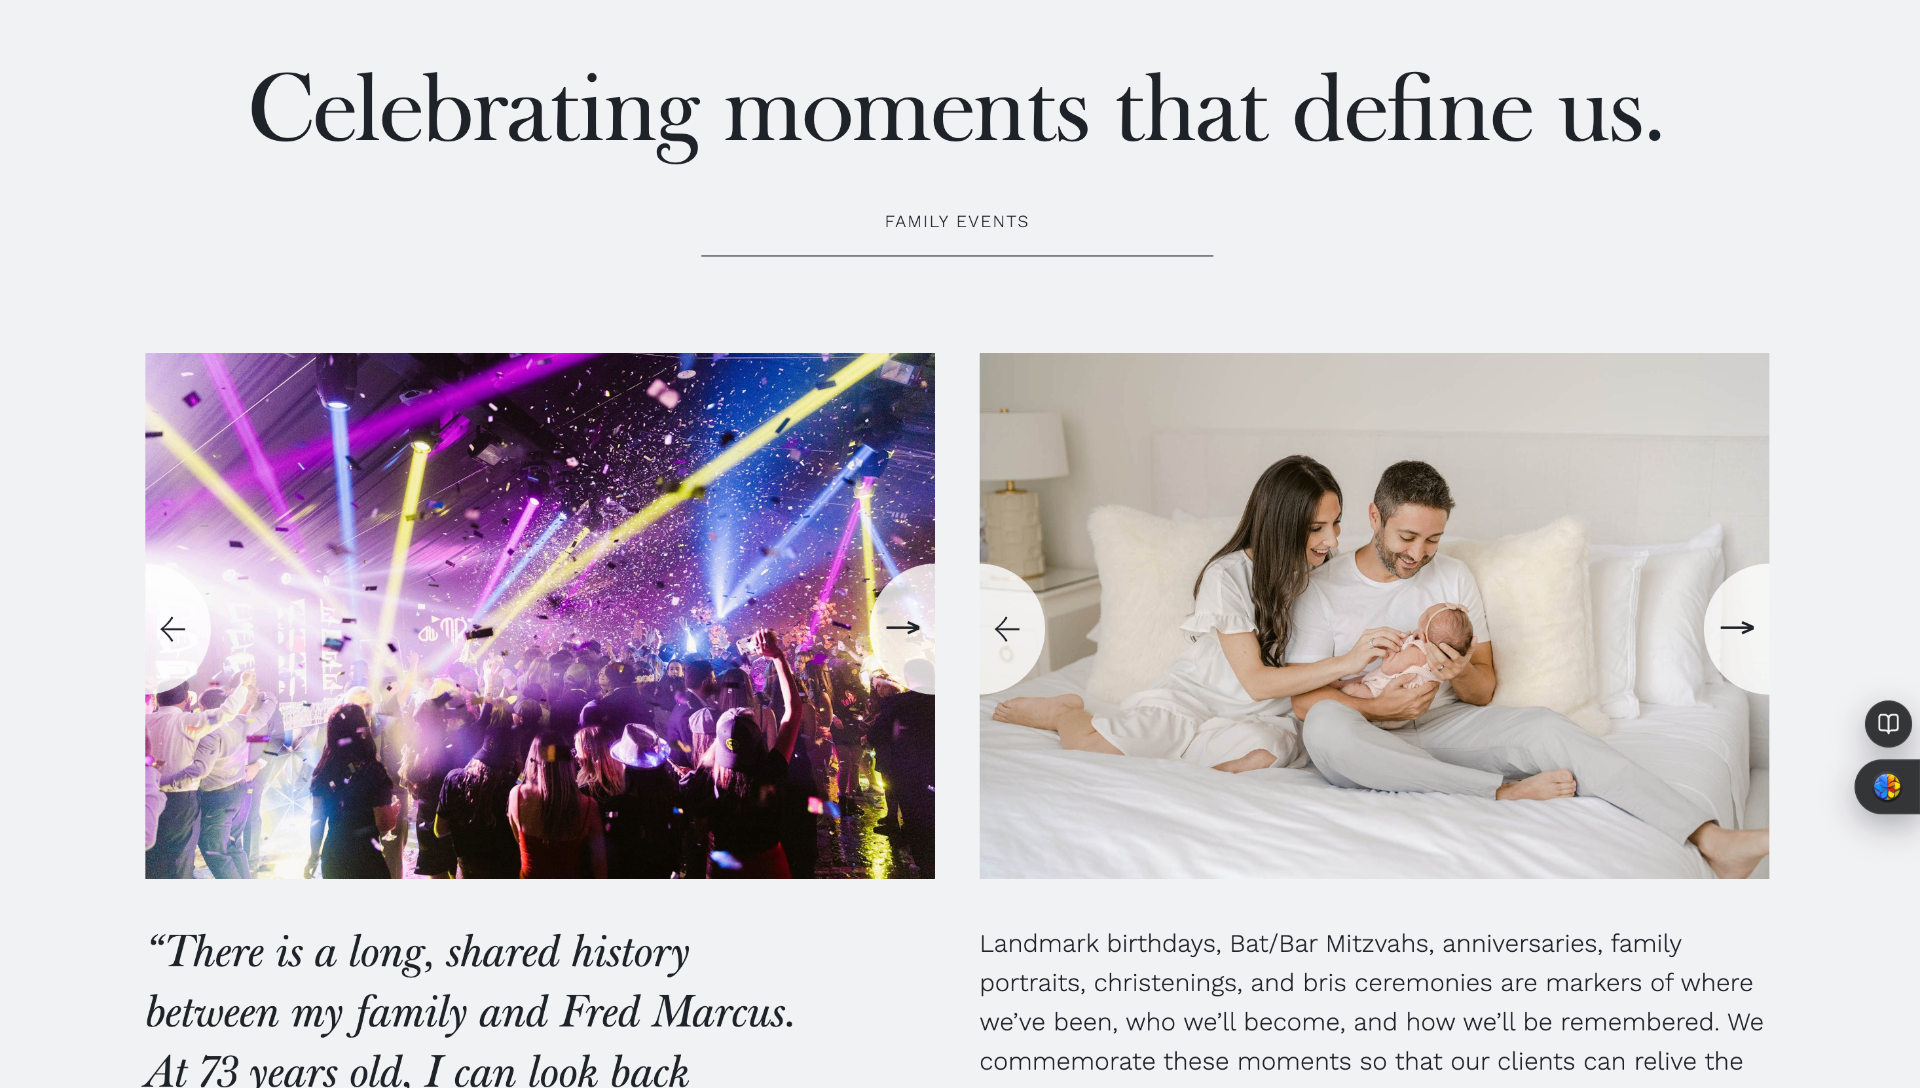 Celebrating moments that define us.
FAMILY EVENTS
“There is a long, shared history
between my family and Fred Marcus.
At 73 years old, I can look back
Landmark birthdays, Bat/Bar Mitzvahs, anniversaries, family
portraits, christenings, and bris ceremonies are markers of where
we’ve been, who we’ll become, and how we’ll be remembered. We
commemorate these moments so that our clients can relive the